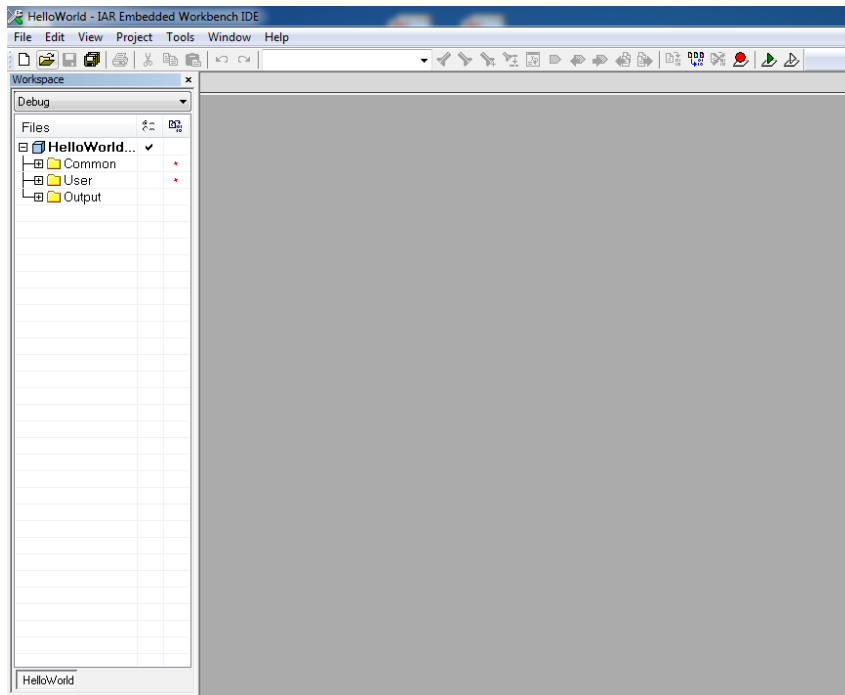 HelloWorld - IAR Embedded Workbench IDE
File Edit View Project Tools Window Help
Workspace
Debug
Files
HelloWorld...
Common
User
Output
HelloWorld